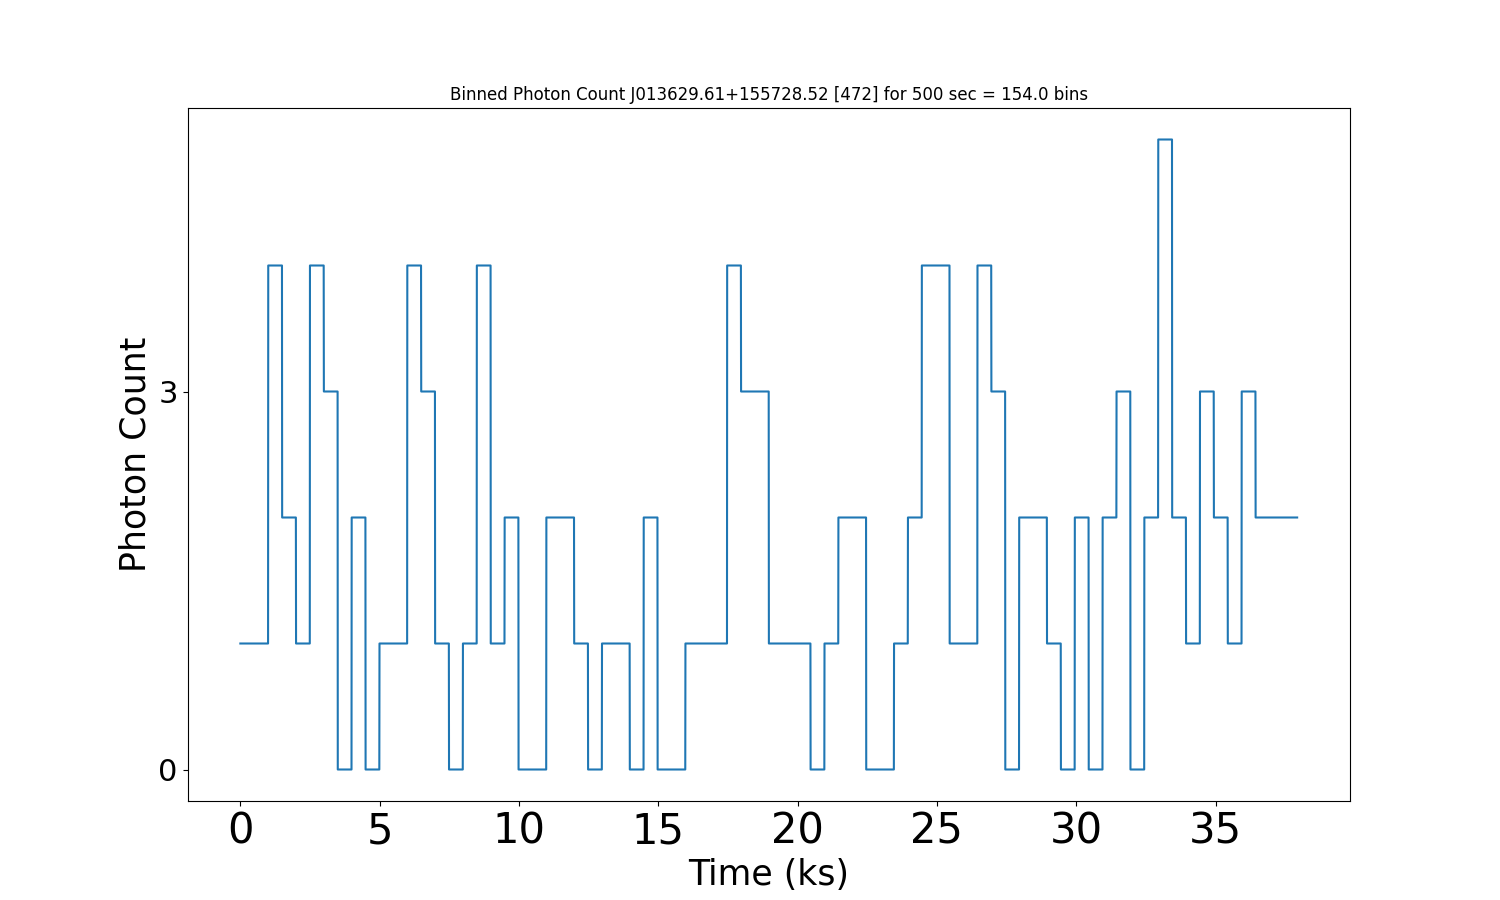 Binned Photon Count J013629.61+155728.52 [472] for 500 sec = 154.0 bins
Photon Count
3
0
0 5 10 15 20 25 30 35
Time (ks)